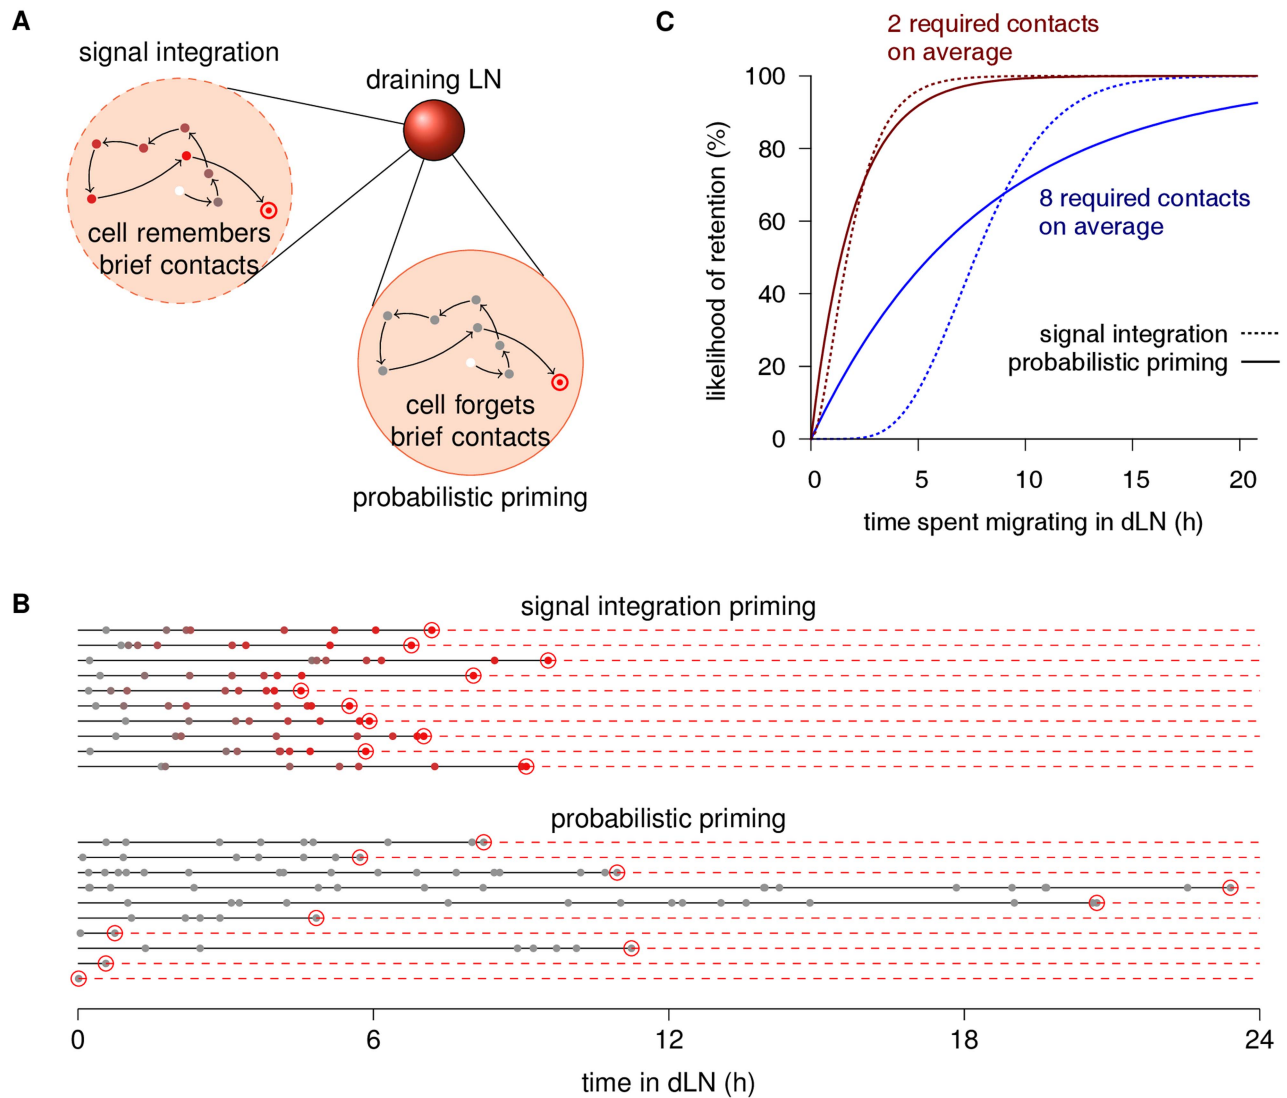 A
signal integration
draining LN
cell remembers
brief contacts
cell forgets
brief contacts
probabilistic priming
C
2 required contacts
on average
100
80
60
40
20
0
likelihood of retention (%)
8 required contacts
on average
signal integration
probabilistic priming
0 5 10 15 20
time spent migrating in dLN (h)
B
signal integration priming
probabilistic priming
0 6 12 18 24
time in dLN (h)